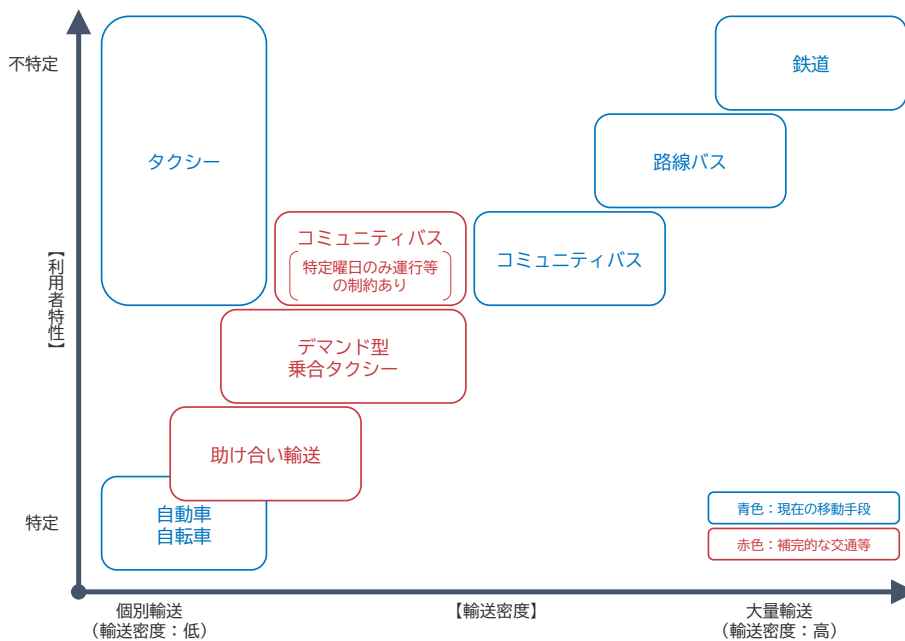 不特定
鉄道
タクシー
路線バス
コミュニティバス
特定曜日のみ運行等
の制約あり
コミュニティバス
【利用者特性】
デマンド型
乗合タクシー
助け合い輸送
自動車
自転車
特定
青色：現在の移動手段
赤色：補完的な交通等
個別輸送
（輸送密度：低）
【輸送密度】
大量輸送
（輸送密度：高）